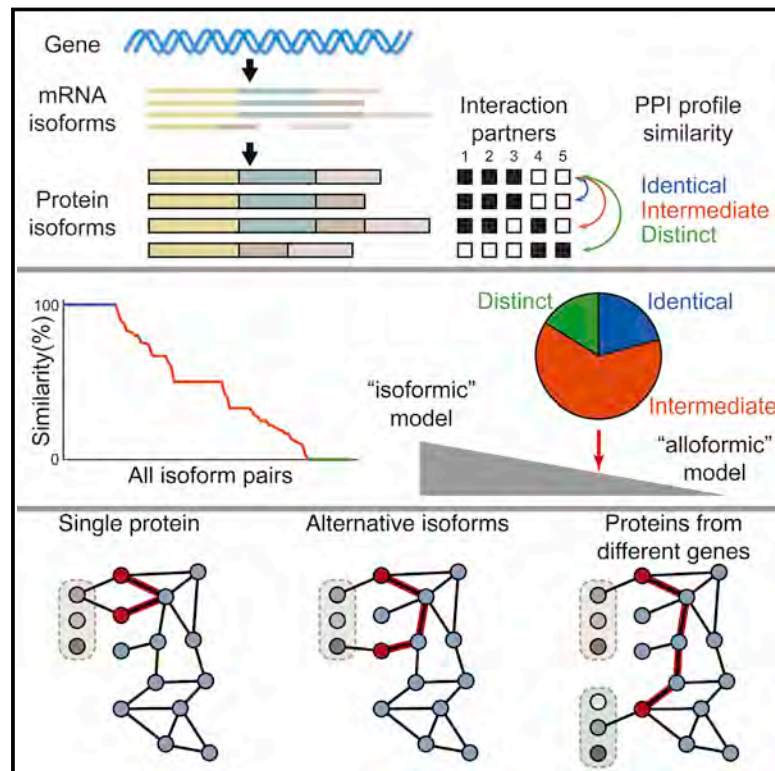 Gene
mRNA
isoforms
Protein
isoforms
Interaction
partners
1 2 3 4 5
PPI profile
similarity
Identical
Intermediate
Distinct
Similarity(%)
100
0
All isoform pairs
Distinct
Identical
Intermediate
“isoformic”
model
“alloformic”
model
Single protein
Alternative isoforms
Proteins from
different genes